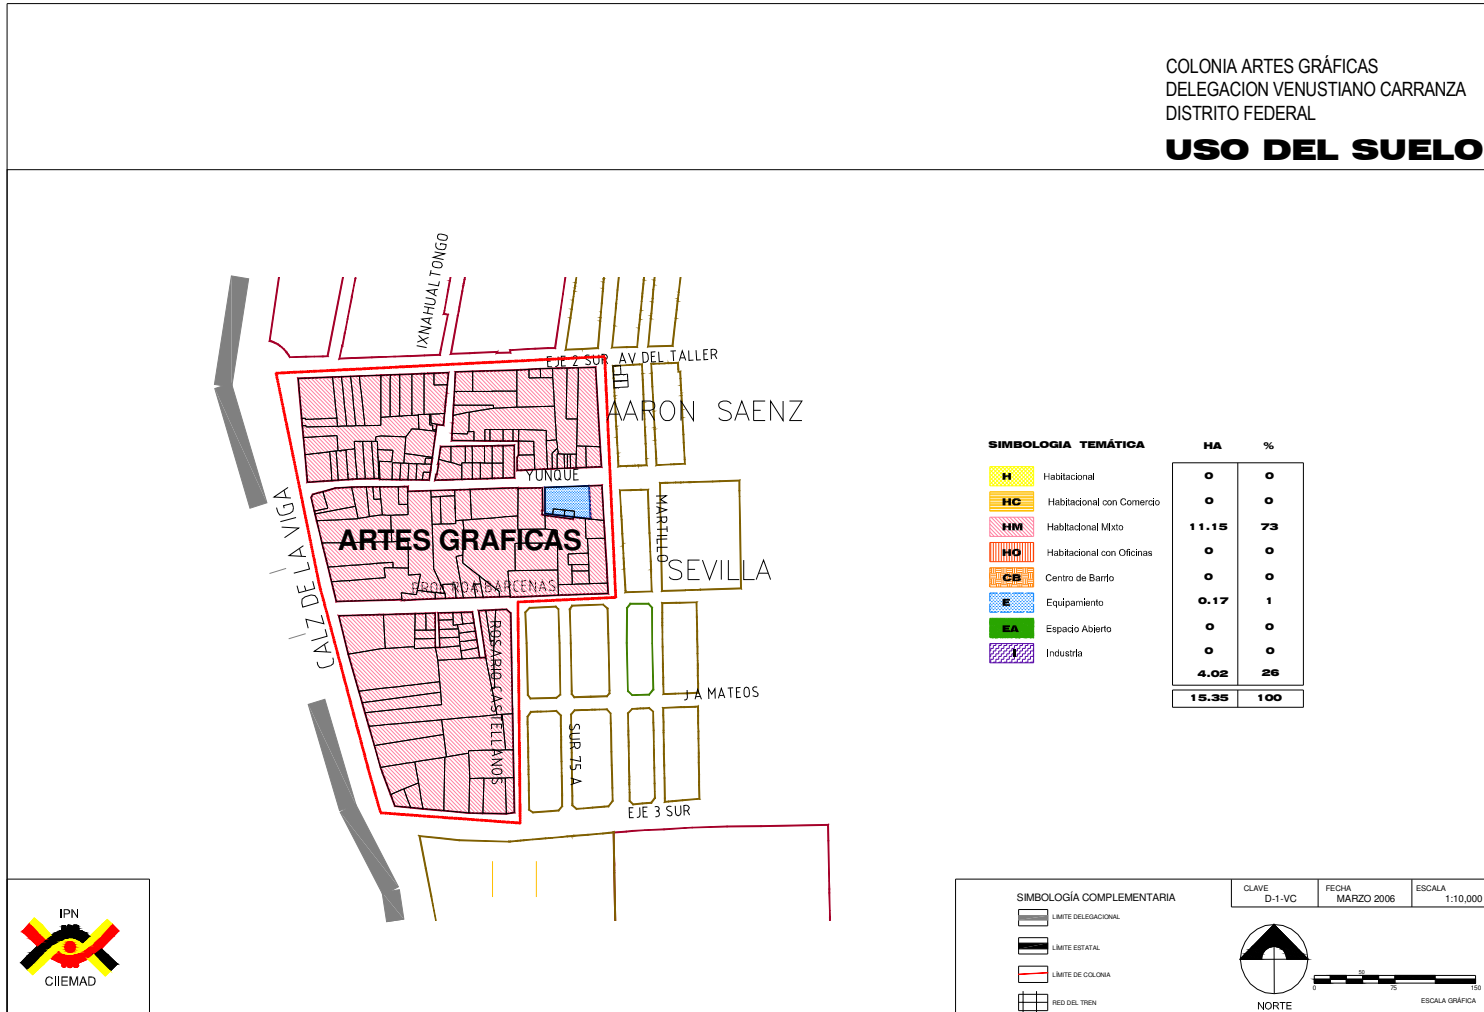 COLONIA ARTES GRÁFICAS
DELEGACION VENUSTIANO CARRANZA
DISTRITO FEDERAL
USO DEL SUELO
IXNAHUALTONGO
EJE 2 SUR AV DEL TALLER
AARON SAENZ
YUNQUE
CALZ DE LA VIGA
MARTILLO
ARTES GRAFICAS
SEVILLA
PROL ROA BARCENAS
ROSARIO CASTELLANOS
J A MATEOS
SUR 75 A
EJE 3 SUR
SIMBOLOGIA TEMÁTICA HA %
H Habitacional 0 0
HC Habitacional con Comercio 0 0
HM Habitacional Mixto 11.15 73
HO Habitacional con Oficinas 0 0
CB Centro de Barrio 0 0
E Equipamiento 0.17 1
EA Espacio Abierto 0 0
I Industria 0 0
4.02 26
15.35 100
IPN
CIIEMAD
SIMBOLOGÍA COMPLEMENTARIA
LIMITE DELEGACIONAL
LÍMITE ESTATAL
LÍMITE DE COLONIA
RED DEL TREN
CLAVE
D-1-VC
FECHA
MARZO 2006
ESCALA
1:10,000
NORTE
50
0 75 150
ESCALA GRÁFICA